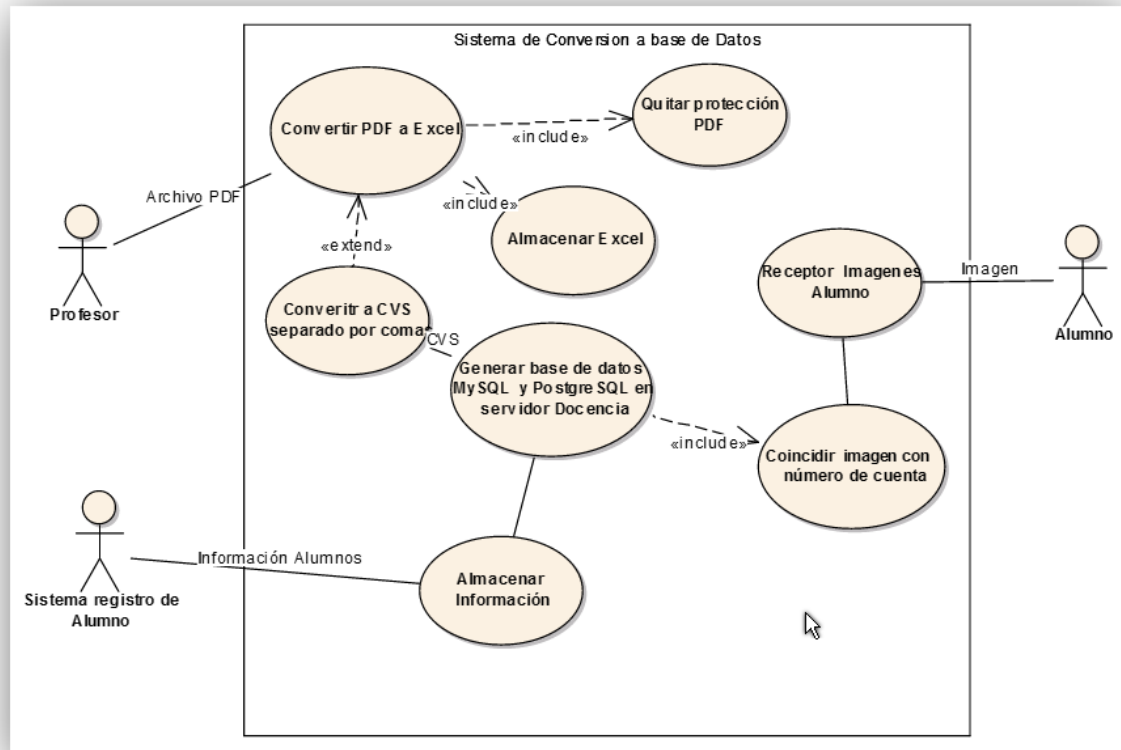 Sistema de Conversion a base de Datos
Convertir PDF a Excel
«include»
Quitar protección
PDF
Archivo PDF
«include»
Almacenar Excel
«extend»
Profesor
Converitr a CVS
separado por coma
CVS
Receptor Imagenes
Alumno
Imagen
Alumno
Generar base de datos
MySQL y PostgreSQL en
servidor Docencia
«include»
Coincidir imagen con
número de cuenta
Información Alumnos
Sistema registro de
Alumno
Almacenar
Información